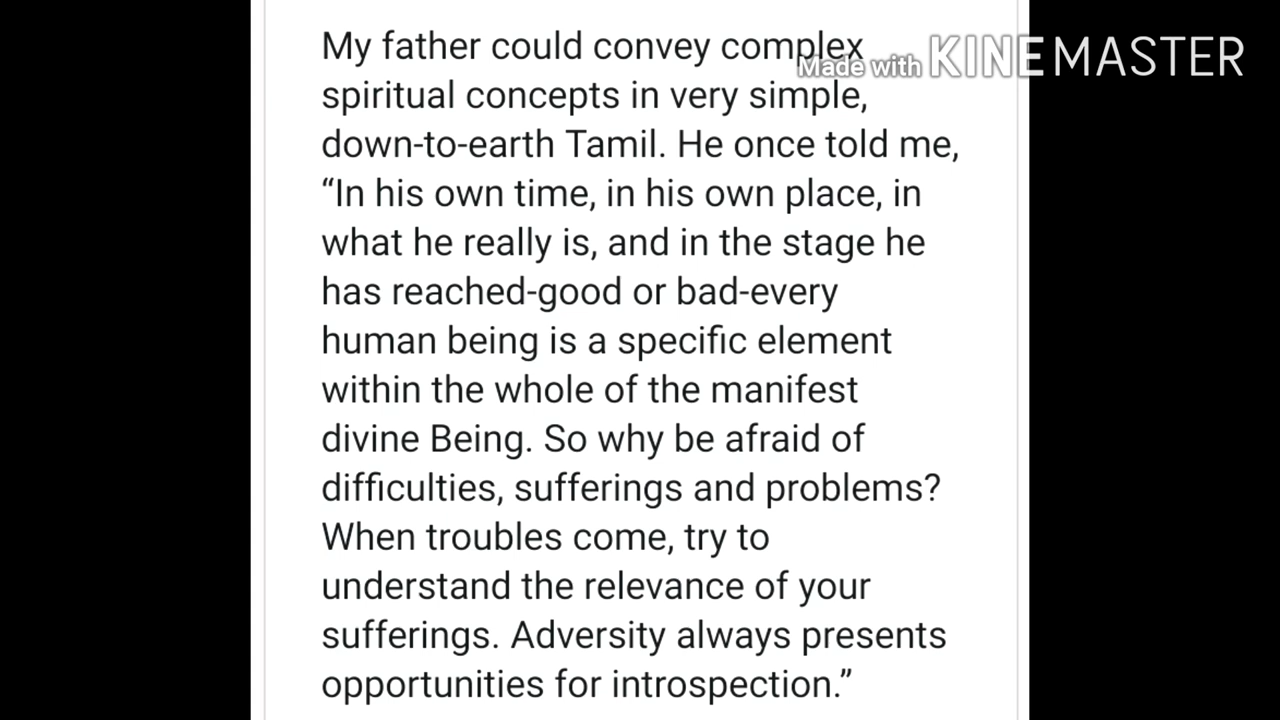 My father could convey complex
Made with KINEMASTER
spiritual concepts in very simple,
down-to-earth Tamil. He once told me,
“In his own time, in his own place, in
what he really is, and in the stage he
has reached-good or bad-every
human being is a specific element
within the whole of the manifest
divine Being. So why be afraid of
difficulties, sufferings and problems?
When troubles come, try to
understand the relevance of your
sufferings. Adversity always presents
opportunities for introspection.”